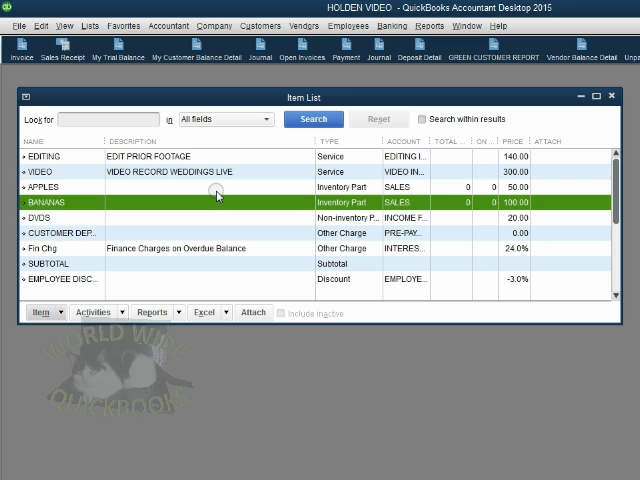 HOLDEN VIDEO - QuickBooks Accountant Desktop 2015
File Edit View Lists Favorites Accountant Company Customers Vendors Employees Banking Reports Window Help
Invoice Sales Receipt My Trial Balance My Customer Balance Detail Journal Open Invoices Payment Journal Deposit Detail GREEN CUSTOMER REPORT Vendor Balance Detail Unpa
Item List
Look for in All fields Search Reset Search within results
NAME DESCRIPTION TYPE ACCOUNT TOTAL ... ON ... PRICE ATTACH
EDITING EDIT PRIOR FOOTAGE Service EDITING I... 140.00
VIDEO VIDEO RECORD WEDDINGS LIVE Service VIDEO IN... 300.00
APPLES Inventory Part SALES 0 0 50.00
BANANAS Inventory Part SALES 0 0 100.00
DVDS Non-inventory P... INCOME F... 20.00
CUSTOMER DEP... Other Charge PRE-PAY... 0.00
Fin Chg Finance Charges on Overdue Balance Other Charge INTERES... 24.0%
SUBTOTAL Subtotal
EMPLOYEE DISC... Discount EMPLOYE... -3.0%
Item Activities Reports Excel Attach Include inactive
WORLD WIDE
QUICKBOOKS